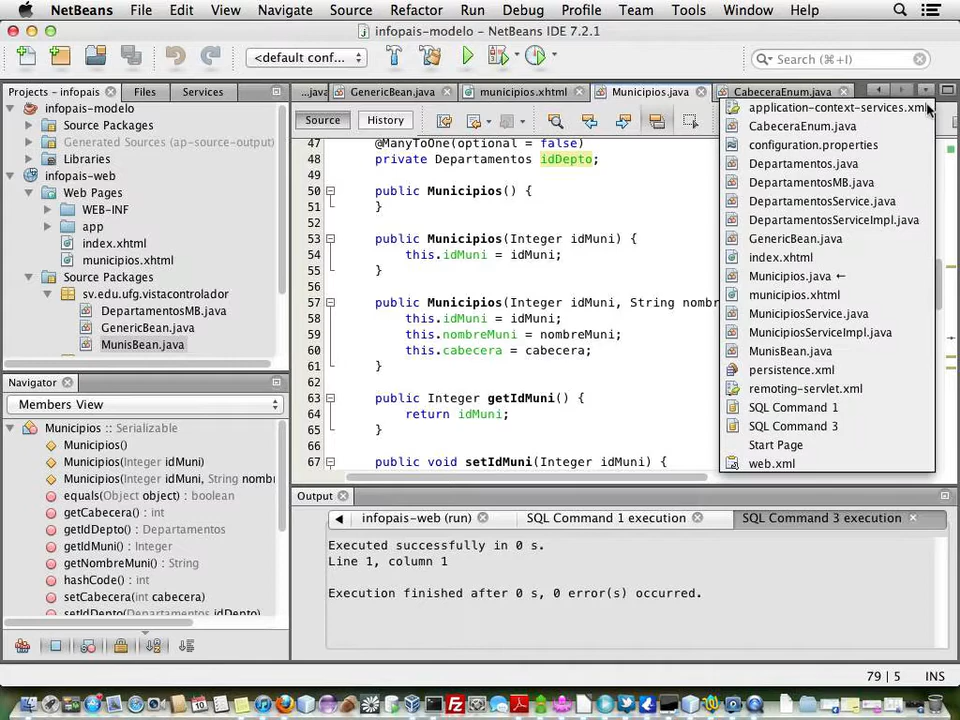 NetBeans File Edit View Navigate Source Refactor Run Debug Profile Team Tools Window Help
infopais-modelo - NetBeans IDE 7.2.1
<default conf...
Search (⌘+I)
Projects - infopais
Files
Services
infopais-modelo
Source Packages
Generated Sources (ap-source-output)
Libraries
infopais-web
Web Pages
WEB-INF
app
index.xhtml
municipios.xhtml
Source Packages
sv.edu.ufg.vistacontrolador
DepartamentosMB.java
GenericBean.java
MunisBean.java
Navigator
Members View
Municipios :: Serializable
Municipios()
Municipios(Integer idMuni)
Municipios(Integer idMuni, String nomb
equals(Object object) : boolean
getCabecera() : int
getIdDepto() : Departamentos
getIdMuni() : Integer
getNombreMuni() : String
hashCode() : int
setCabecera(int cabecera)
setIdDepto(Departamentos idDepto)
...java
GenericBean.java
municipios.xhtml
Municipios.java
CabeceraEnum.java
Source
History
47 @ManyToOne(optional = false)
48 private Departamentos idDepto;
49
50 public Municipios() {
51 }
52
53 public Municipios(Integer idMuni) {
54 this.idMuni = idMuni;
55 }
56
57 public Municipios(Integer idMuni, String nombr
58 this.idMuni = idMuni;
59 this.nombreMuni = nombreMuni;
60 this.cabecera = cabecera;
61 }
62
63 public Integer getIdMuni() {
64 return idMuni;
65 }
66
67 public void setIdMuni(Integer idMuni) {
application-context-services.xml
CabeceraEnum.java
configuration.properties
Departamentos.java
DepartamentosMB.java
DepartamentosService.java
DepartamentosServiceImpl.java
GenericBean.java
index.xhtml
Municipios.java ←
municipios.xhtml
MunicipiosService.java
MunicipiosServiceImpl.java
MunisBean.java
persistence.xml
remoting-servlet.xml
SQL Command 1
SQL Command 3
Start Page
web.xml
Output
infopais-web (run)
SQL Command 1 execution
SQL Command 3 execution
Executed successfully in 0 s.
Line 1, column 1
Execution finished after 0 s, 0 error(s) occurred.
79 | 5 INS